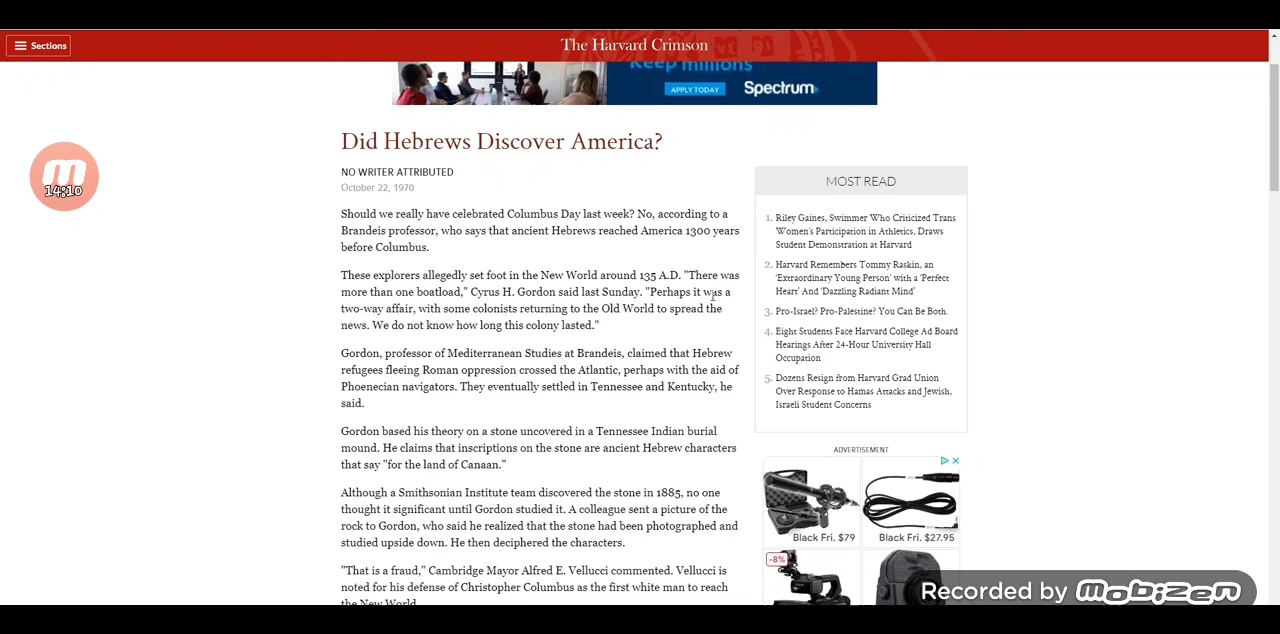 Sections
The Harvard Crimson
Keep millions
APPLY TODAY
Spectrum
Did Hebrews Discover America?
NO WRITER ATTRIBUTED
October 22, 1970
Should we really have celebrated Columbus Day last week? No, according to a
Brandeis professor, who says that ancient Hebrews reached America 1300 years
before Columbus.
These explorers allegedly set foot in the New World around 135 A.D. "There was
more than one boatload," Cyrus H. Gordon said last Sunday. "Perhaps it was a
two-way affair, with some colonists returning to the Old World to spread the
news. We do not know how long this colony lasted."
Gordon, professor of Mediterranean Studies at Brandeis, claimed that Hebrew
refugees fleeing Roman oppression crossed the Atlantic, perhaps with the aid of
Phoenecian navigators. They eventually settled in Tennessee and Kentucky, he
said.
Gordon based his theory on a stone uncovered in a Tennessee Indian burial
mound. He claims that inscriptions on the stone are ancient Hebrew characters
that say "for the land of Canaan."
Although a Smithsonian Institute team discovered the stone in 1885, no one
thought it significant until Gordon studied it. A colleague sent a picture of the
rock to Gordon, who said he realized that the stone had been photographed and
studied upside down. He then deciphered the characters.
"That is a fraud," Cambridge Mayor Alfred E. Vellucci commented. Vellucci is
noted for his defense of Christopher Columbus as the first white man to reach
the New World.
MOST READ
1. Riley Gaines, Swimmer Who Criticized Trans
Women's Participation in Athletics, Draws
Student Demonstration at Harvard
2. Harvard Remembers Tommy Raskin, an
'Extraordinary Young Person' with a 'Perfect
Heart' And 'Dazzling Radiant Mind'
3. Pro-Israel? Pro-Palestine? You Can Be Both.
4. Eight Students Face Harvard College Ad Board
Hearings After 24-Hour University Hall
Occupation
5. Dozens Resign from Harvard Grad Union
Over Response to Hamas Attacks and Jewish,
Israeli Student Concerns
ADVERTISEMENT
Black Fri. $79
Black Fri. $27.95
-8%
m
14:10
Recorded by mobizen